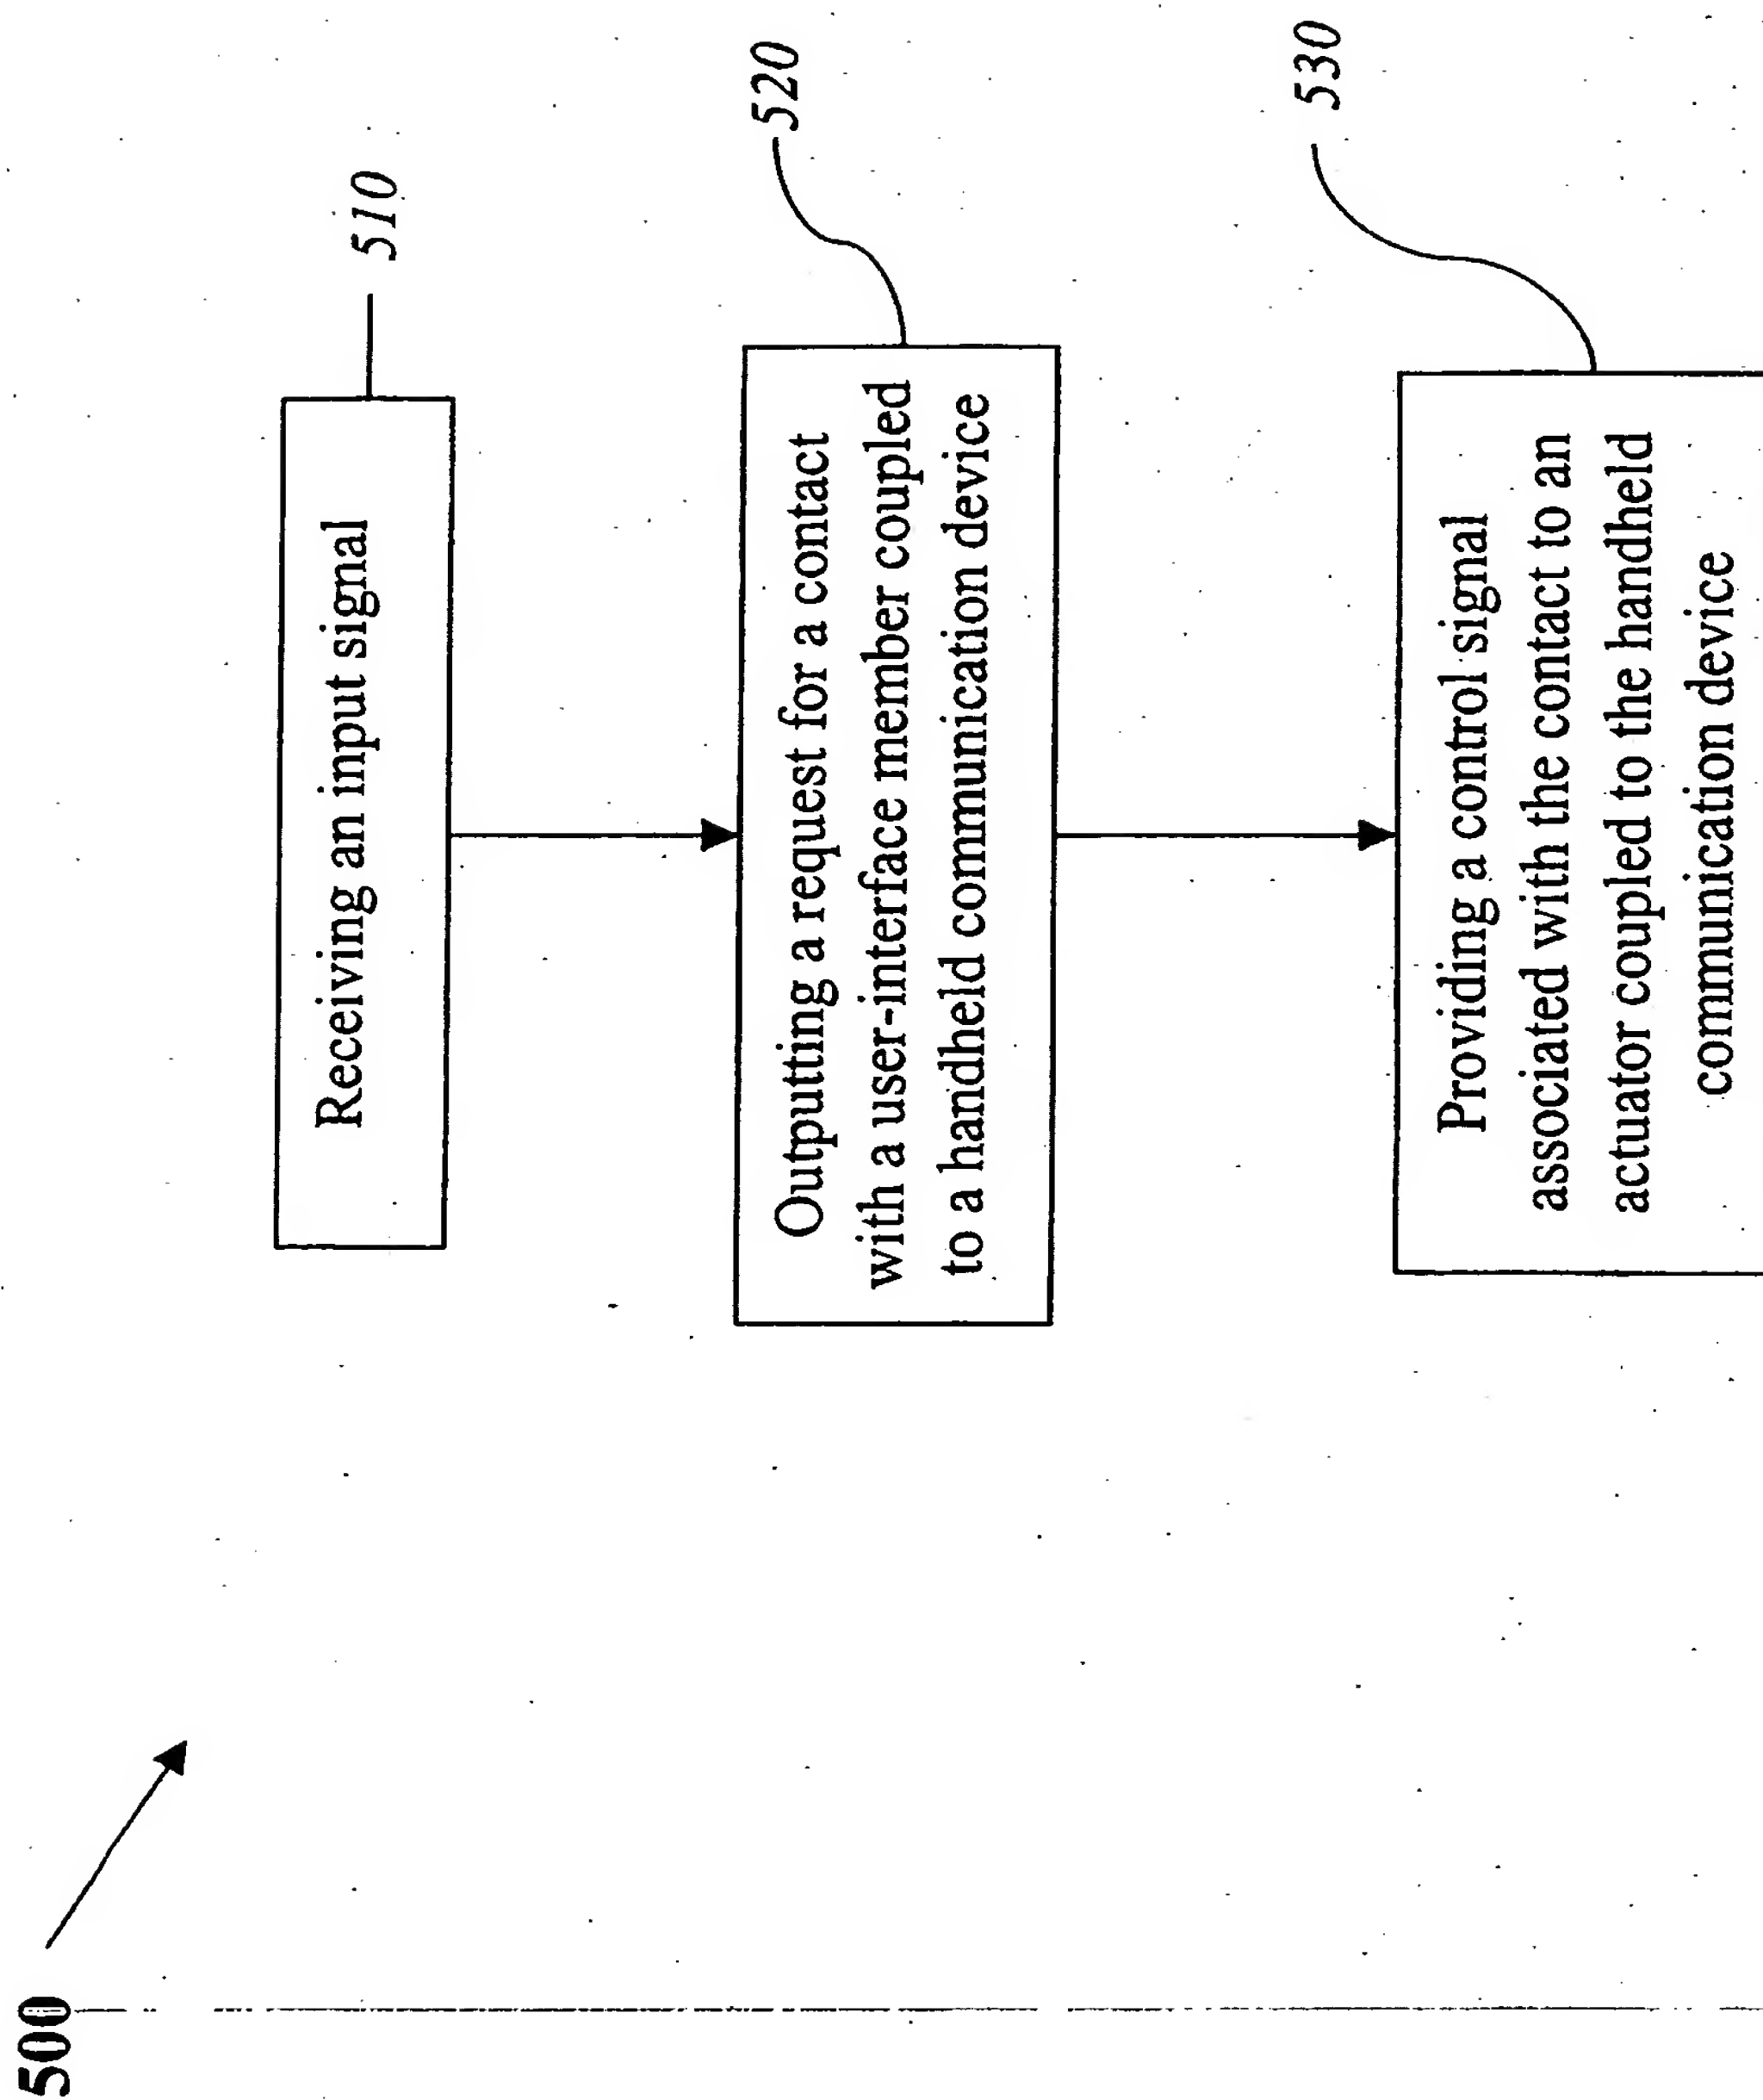 500
Receiving an input signal
510
Outputting a request for a contact
with a user-interface member coupled
to a handheld communication device
520
Providing a control signal
associated with the contact to an
actuator coupled to the handheld
communication device
530